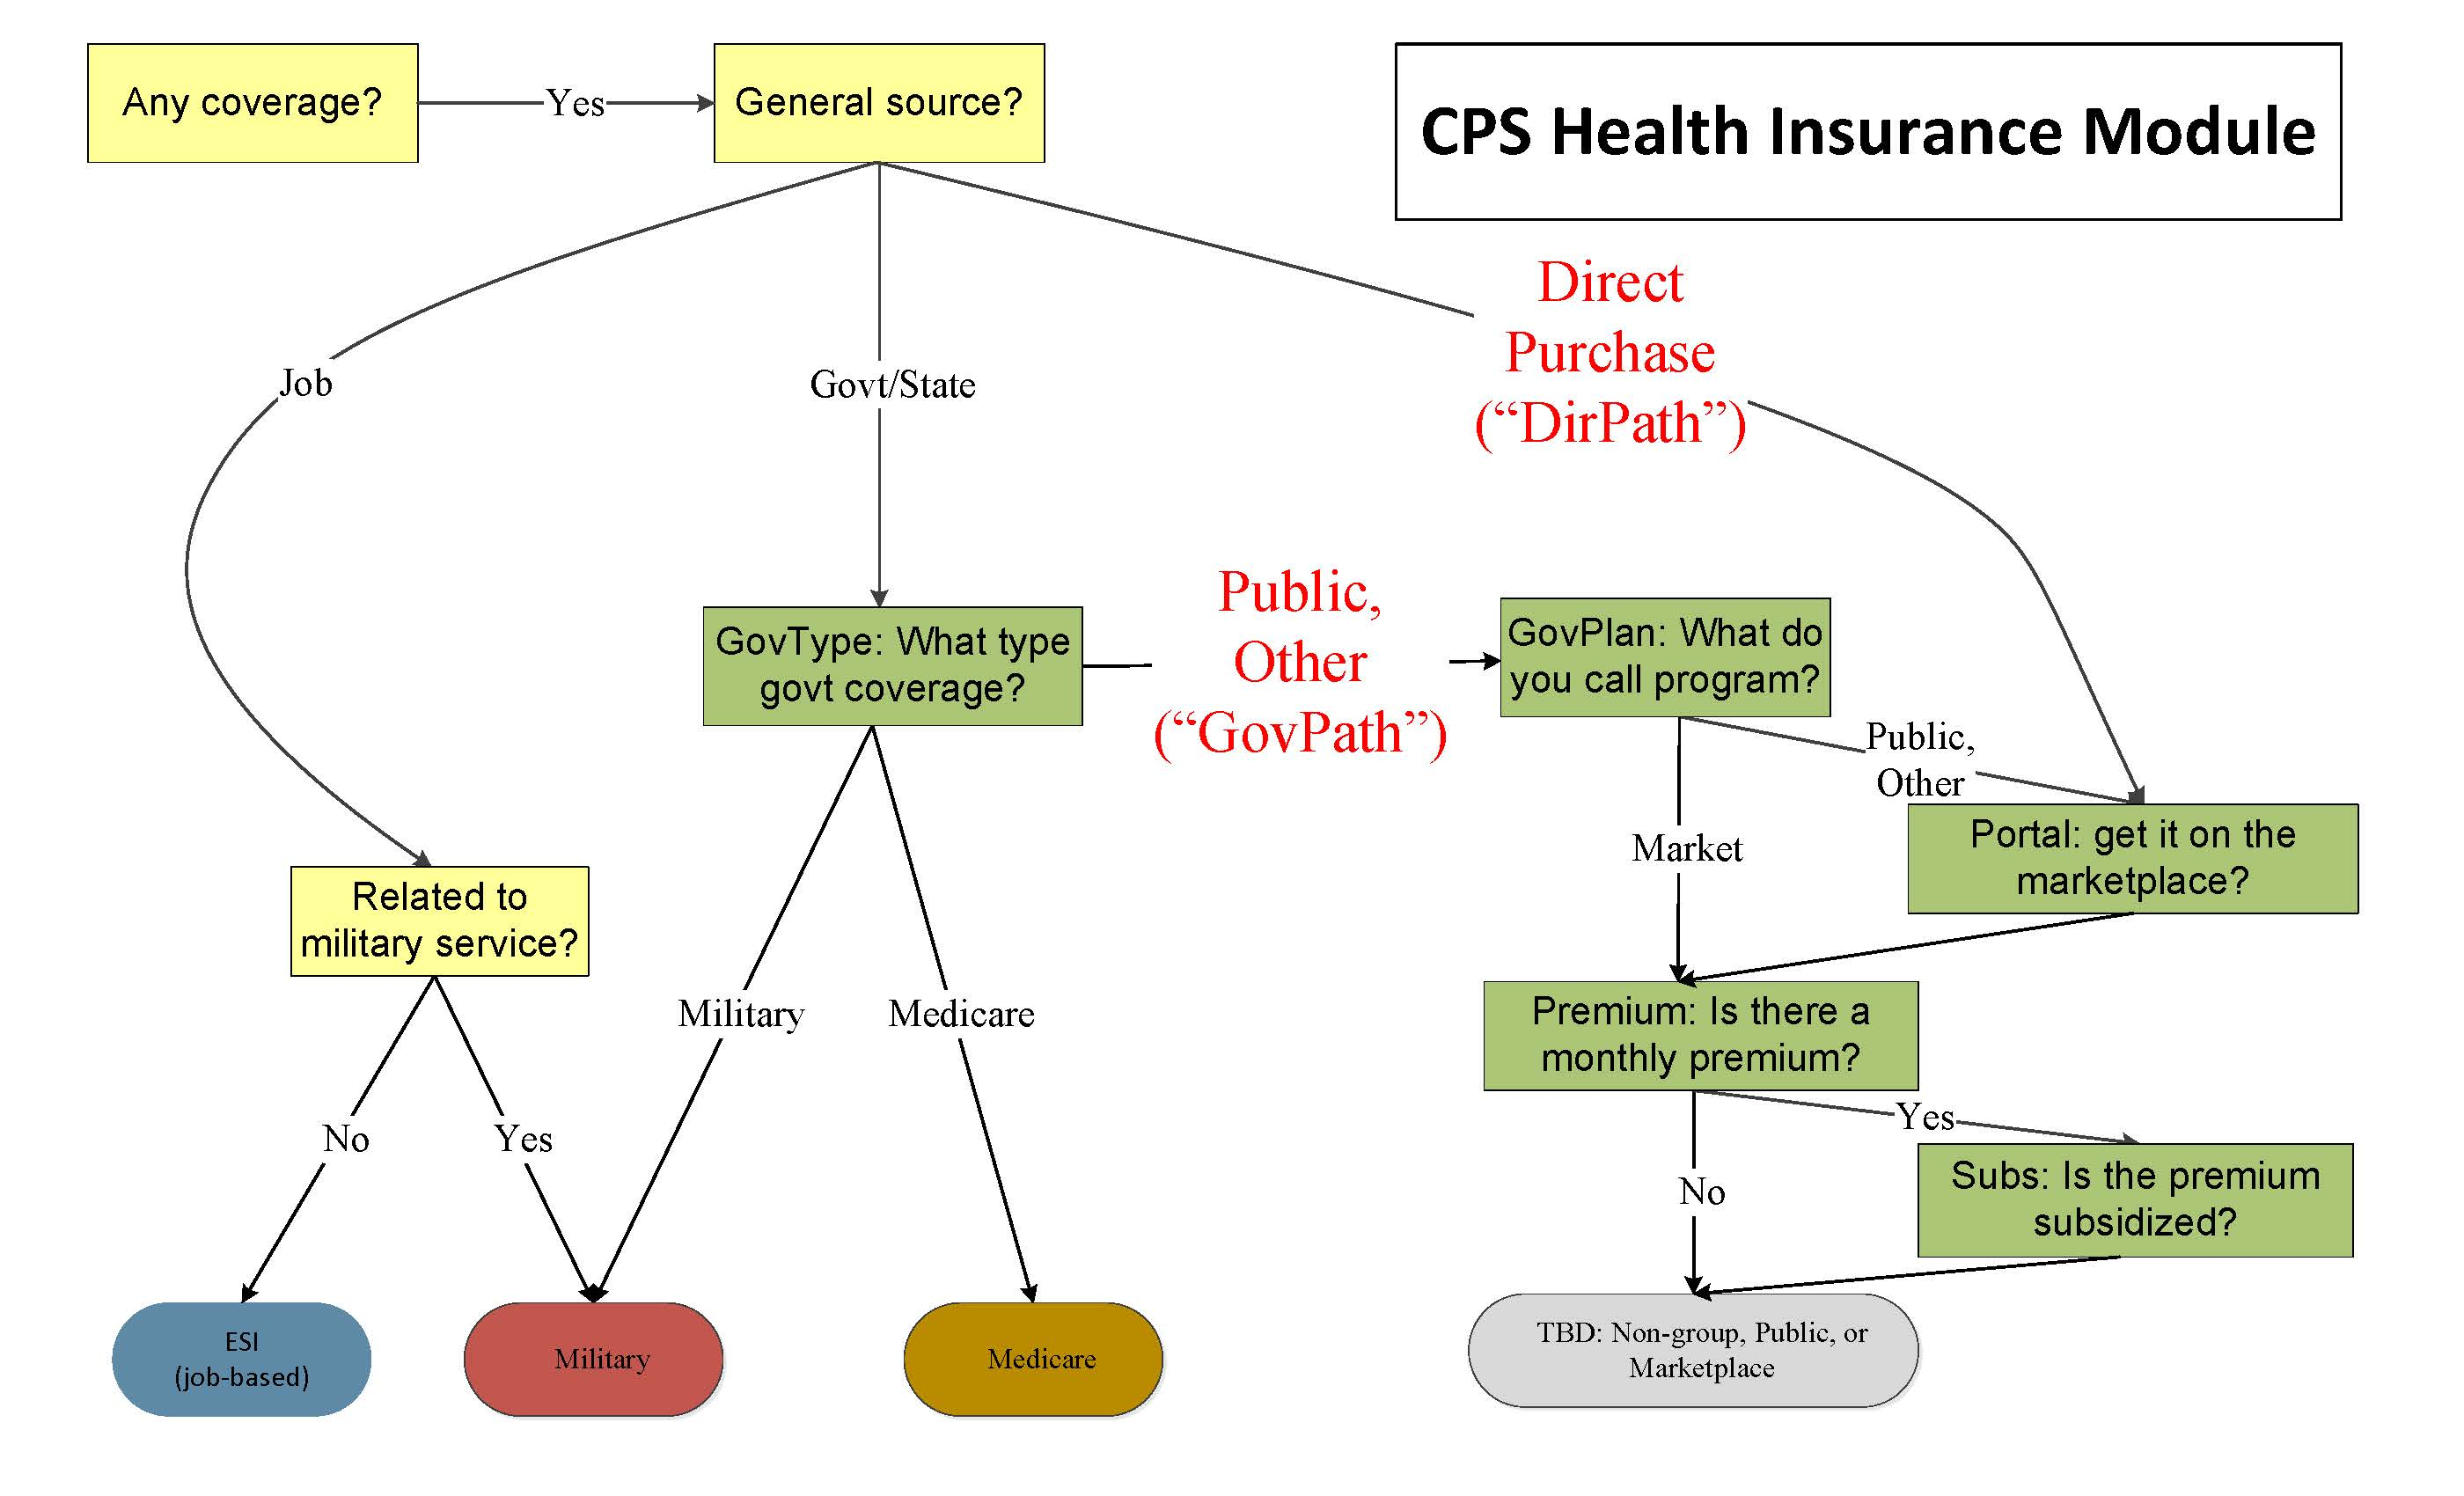 Any coverage?
Yes
General source?
CPS Health Insurance Module
Direct
Purchase
(“DirPath”)
Job
Govt/State
Public,
Other
(“GovPath”)
GovType: What type
govt coverage?
GovPlan: What do
you call program?
Public,
Other
Market
Portal: get it on the
marketplace?
Related to
military service?
Military
Medicare
Premium: Is there a
monthly premium?
No
Yes
Yes
No
Subs: Is the premium
subsidized?
ESI
(job-based)
Military
Medicare
TBD: Non-group, Public, or
Marketplace